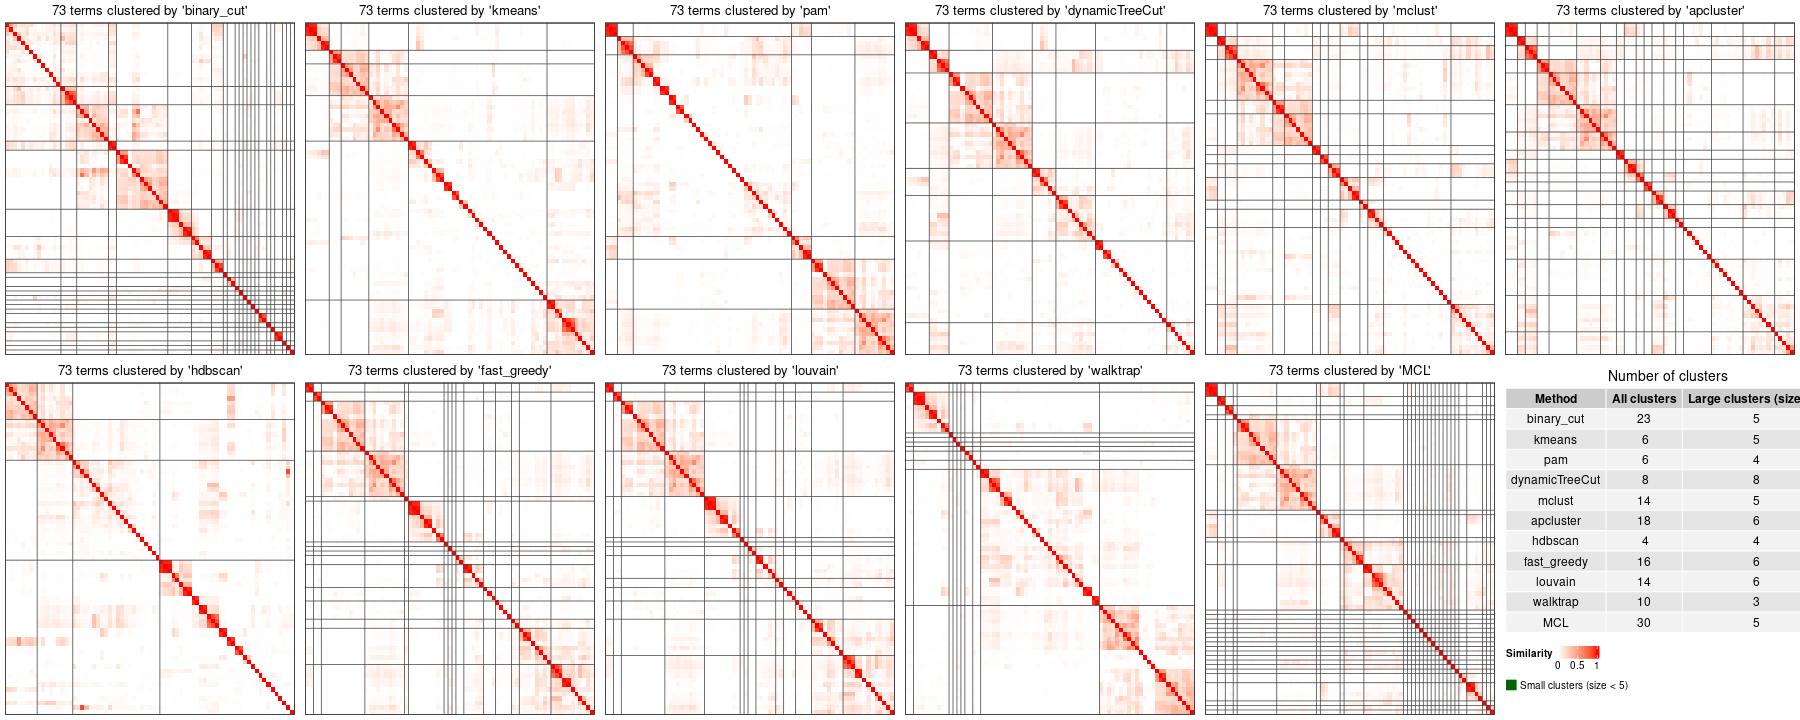 73 terms clustered by 'binary_cut'
73 terms clustered by 'kmeans'
73 terms clustered by 'pam'
73 terms clustered by 'dynamicTreeCut'
73 terms clustered by 'mclust'
73 terms clustered by 'apcluster'
73 terms clustered by 'hdbscan'
73 terms clustered by 'fast_greedy'
73 terms clustered by 'louvain'
73 terms clustered by 'walktrap'
73 terms clustered by 'MCL'
Number of clusters
Method All clusters Large clusters (size
binary_cut 23 5
kmeans 6 5
pam 6 4
dynamicTreeCut 8 8
mclust 14 5
apcluster 18 6
hdbscan 4 4
fast_greedy 16 6
louvain 14 6
walktrap 10 3
MCL 30 5
Similarity
0 0.5 1
Small clusters (size < 5)